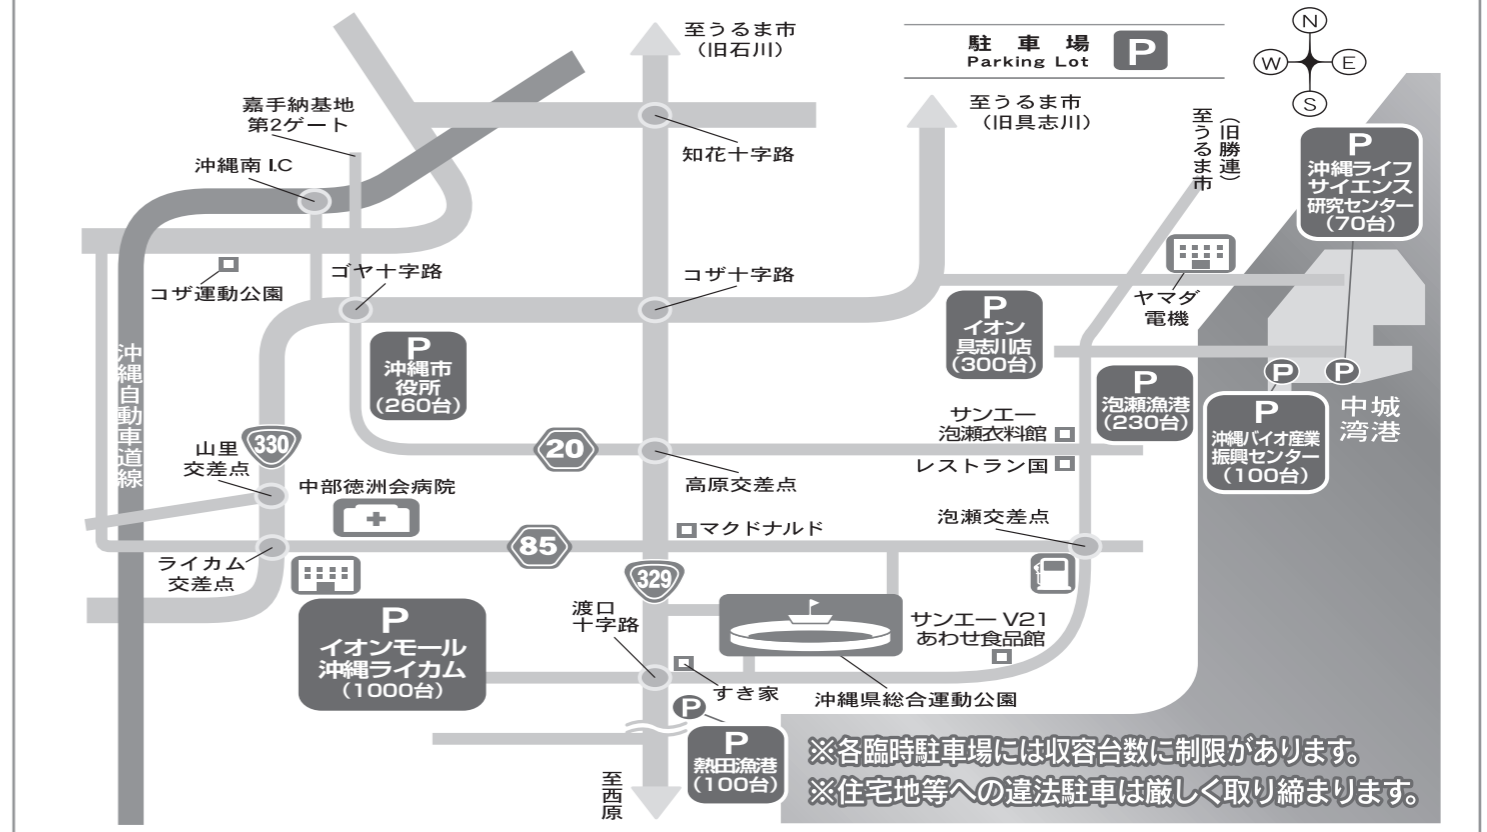 至うるま市
（旧石川）
駐車場
Parking Lot
P
N
W
E
S
嘉手納基地
第2ゲート
至うるま市
（旧具志川）
至うるま市
（旧勝連）
沖縄南 I.C
知花十字路
P
沖縄ライフ
サイエンス
研究センター
（70台）
コザ運動公園
ゴヤ十字路
コザ十字路
ヤマダ
電機
P
イオン
具志川店
（300台）
沖縄自動車道線
P
沖縄市
役所
（260台）
P
泡瀬漁港
（230台）
P
P
P
沖縄バイオ産業
振興センター
（100台）
中城
湾港
サンエー
泡瀬衣料館
レストラン国
山里
交差点
330
20
高原交差点
中部徳洲会病院
マクドナルド
泡瀬交差点
85
ライカム
交差点
329
P
イオンモール
沖縄ライカム
（1000台）
渡口
十字路
サンエー V21
あわせ食品館
すき家
沖縄県総合運動公園
P
P
熱田漁港
（100台）
至西原
※各臨時駐車場には収容台数に制限があります。
※住宅地等への違法駐車は厳しく取り締まります。